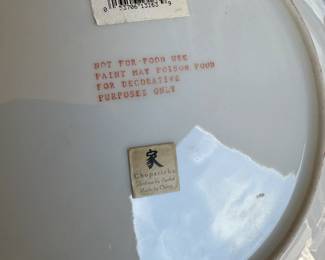 NOT FOR FOOD USE
PAINT MAY POISON FOOD
FOR DECORATIVE
PURPOSES ONLY
家
Chopsticks
Made in China